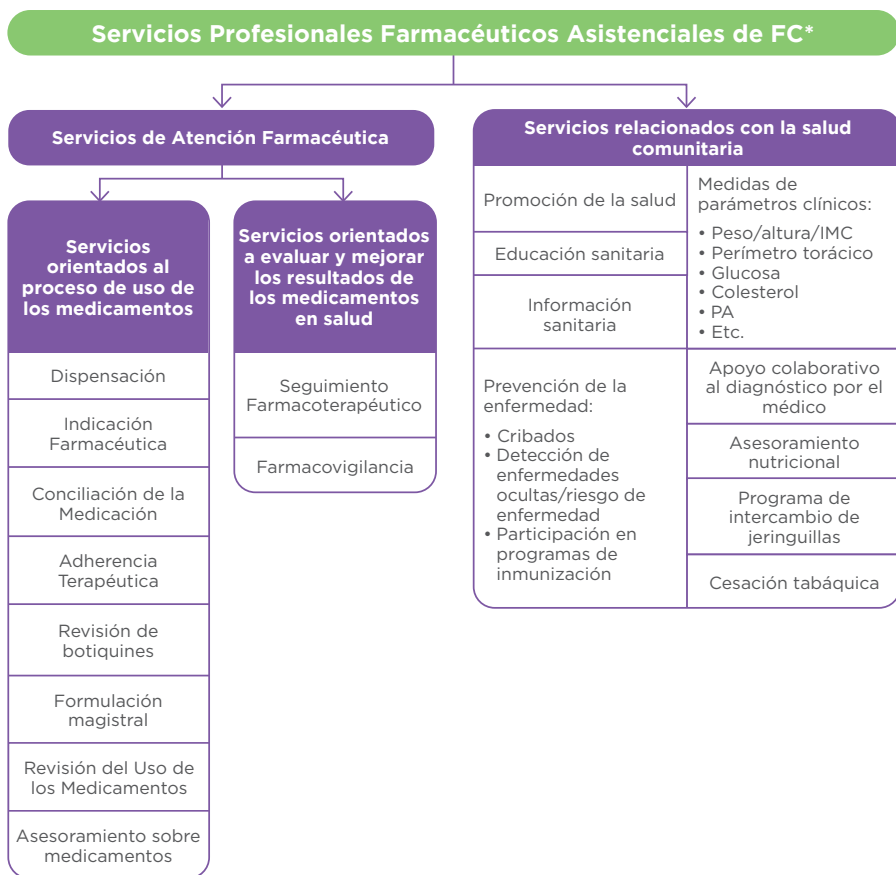 Servicios Profesionales Farmacéuticos Asistenciales de FC*
Servicios de Atención Farmacéutica
Servicios
orientados al
proceso de uso de
los medicamentos
Dispensación
Indicación
Farmacéutica
Conciliación de la
Medicación
Adherencia
Terapéutica
Revisión de
botiquines
Formulación
magistral
Revisión del Uso de
los Medicamentos
Asesoramiento sobre
medicamentos
Servicios orientados
a evaluar y mejorar
los resultados de
los medicamentos
en salud
Seguimiento
Farmacoterapéutico
Farmacovigilancia
Servicios relacionados con la salud
comunitaria
Promoción de la salud
Educación sanitaria
Información
sanitaria
Prevención de la
enfermedad:
• Cribados
• Detección de
enfermedades
ocultas/riesgo de
enfermedad
• Participación en
programas de
inmunización
Medidas de
parámetros clínicos:
• Peso/altura/IMC
• Perímetro torácico
• Glucosa
• Colesterol
• PA
• Etc.
Apoyo colaborativo
al diagnóstico por el
médico
Asesoramiento
nutricional
Programa de
intercambio de
jeringuillas
Cesación tabáquica